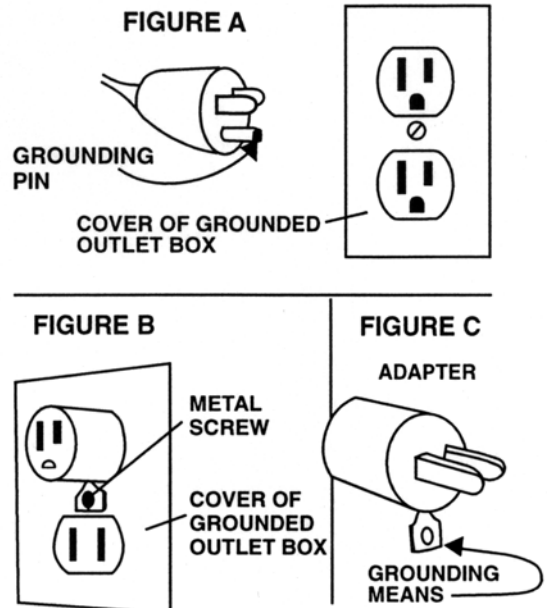 FIGURE A
GROUNDING
PIN
COVER OF GROUNDED
OUTLET BOX
FIGURE B
METAL
SCREW
COVER OF
GROUNDED
OUTLET BOX
FIGURE C
ADAPTER
GROUNDING
MEANS